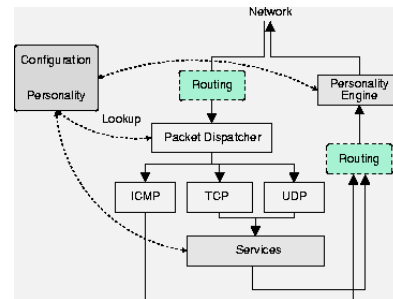 Network
Configuration
Personality
Routing
Personality
Engine
Lookup
Packet Dispatcher
Routing
ICMP
TCP
UDP
Services